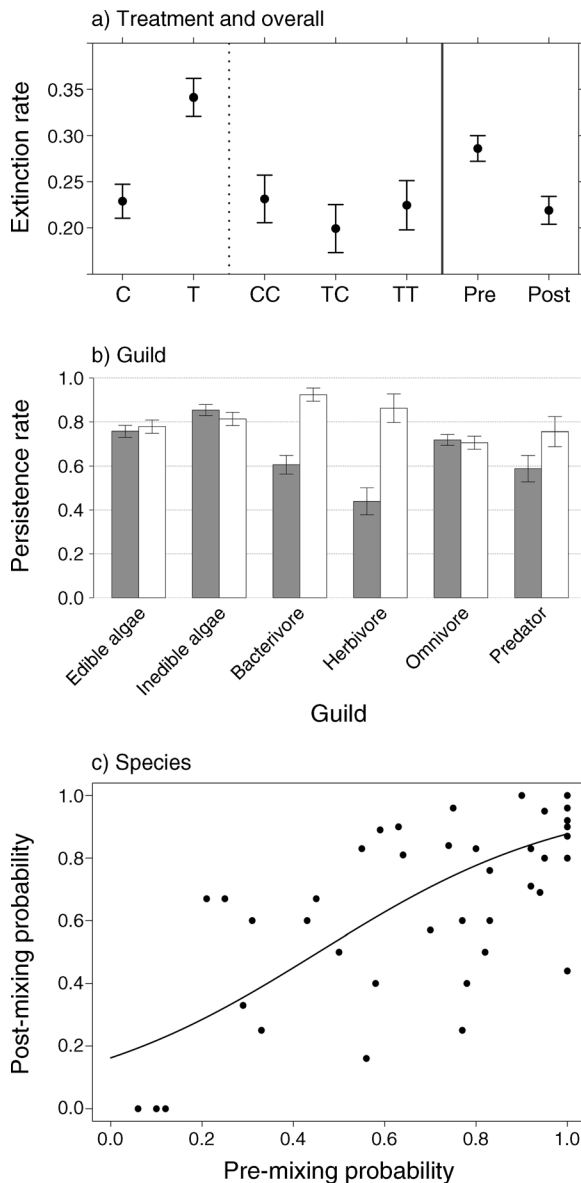 a) Treatment and overall
Extinction rate
0.35
0.30
0.25
0.20
C T CC TC TT Pre Post
b) Guild
Persistence rate
1.0
0.8
0.6
0.4
0.2
0.0
Edible algae
Inedible algae
Bacterivore
Herbivore
Omnivore
Predator
Guild
c) Species
Post-mixing probability
1.0
0.8
0.6
0.4
0.2
0.0
0.0 0.2 0.4 0.6 0.8 1.0
Pre-mixing probability